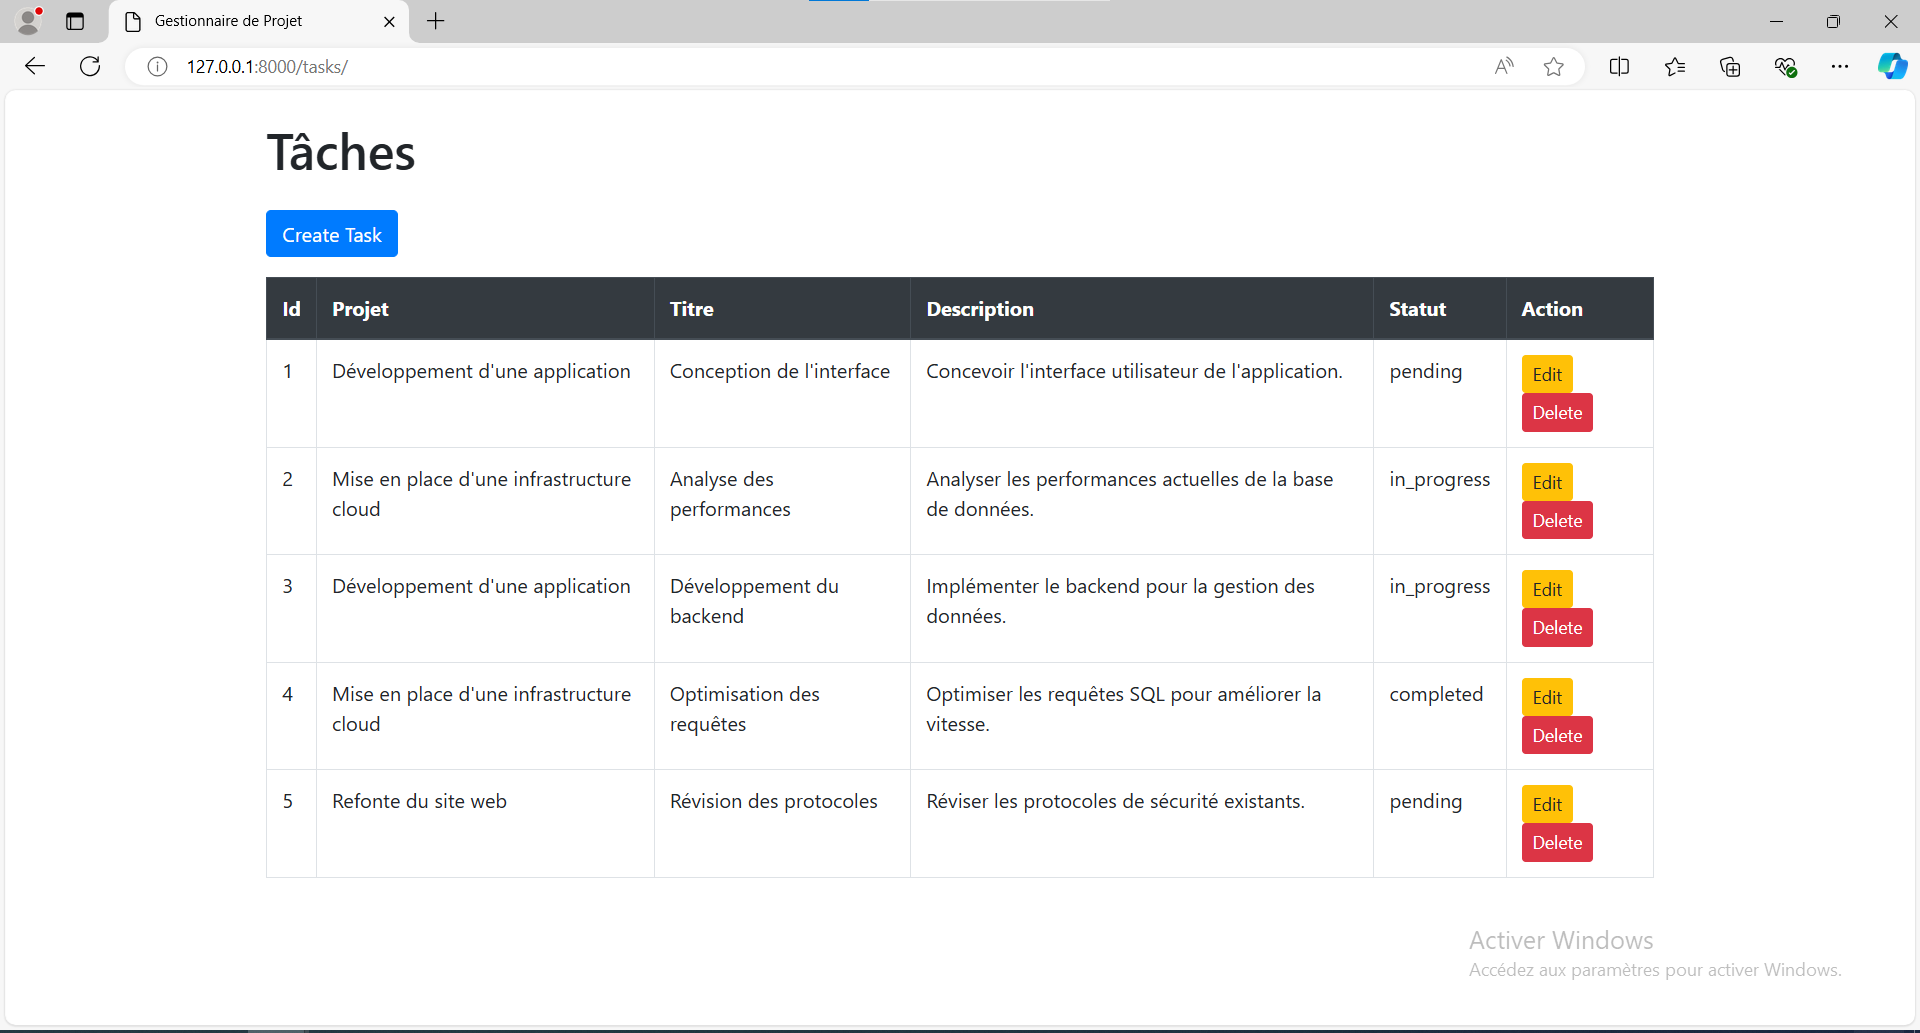 Gestionnaire de Projet
127.0.0.1:8000/tasks/
Tâches
Create Task
Id Projet Titre Description Statut Action
1 Développement d'une application Conception de l'interface Concevoir l'interface utilisateur de l'application. pending Edit
Delete
2 Mise en place d'une infrastructure Analyse des Analyser les performances actuelles de la base in_progress Edit
cloud performances de données. Delete
3 Développement d'une application Développement du Implémenter le backend pour la gestion des in_progress Edit
backend données. Delete
4 Mise en place d'une infrastructure Optimisation des Optimiser les requêtes SQL pour améliorer la completed Edit
cloud requêtes vitesse. Delete
5 Refonte du site web Révision des protocoles Réviser les protocoles de sécurité existants. pending Edit
Delete
Activer Windows
Accédez aux paramètres pour activer Windows.